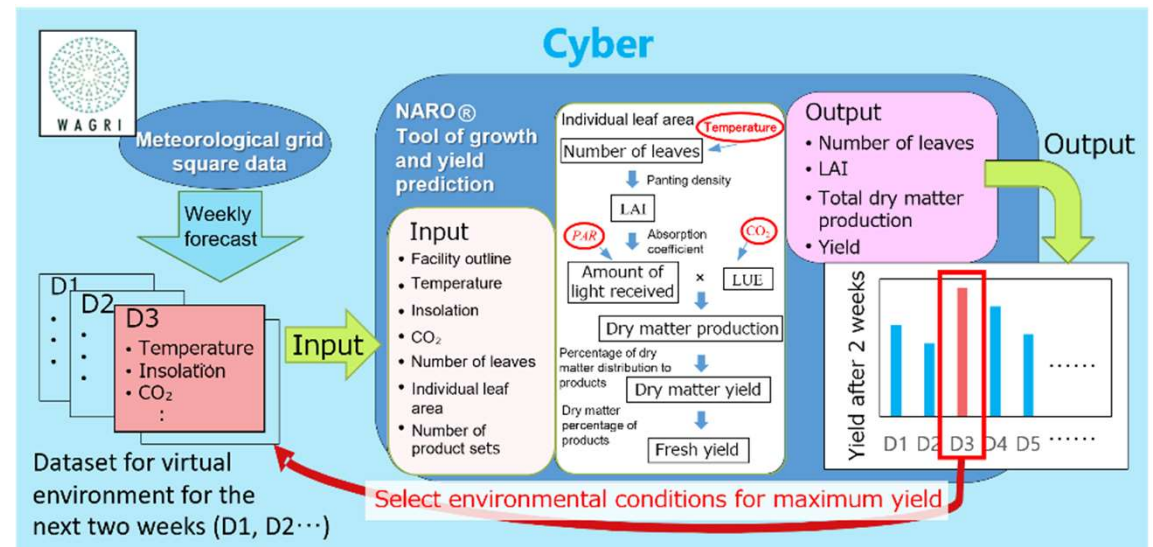 Cyber
WAGRI
Meteorological grid
square data
Weekly
forecast
D1
D2
D3
• Temperature
• Insolation
• CO₂
:
Dataset for virtual
environment for the
next two weeks (D1, D2⋯)
Input
NARO®
Tool of growth
and yield
prediction
Input
• Facility outline
• Temperature
• Insolation
• CO₂
• Number of leaves
• Individual leaf
area
• Number of
product sets
Individual leaf area
Temperature
Number of leaves
Panting density
LAI
PAR
Absorption
coefficient
CO₂
Amount of
light received
×
LUE
Dry matter production
Percentage of dry
matter distribution to
products
Dry matter yield
Dry matter
percentage of
products
Fresh yield
Output
• Number of leaves
• LAI
• Total dry matter
production
• Yield
Output
Yield after 2 weeks
⋯⋯
D1 D2 D3 D4 D5 ⋯⋯
Select environmental conditions for maximum yield